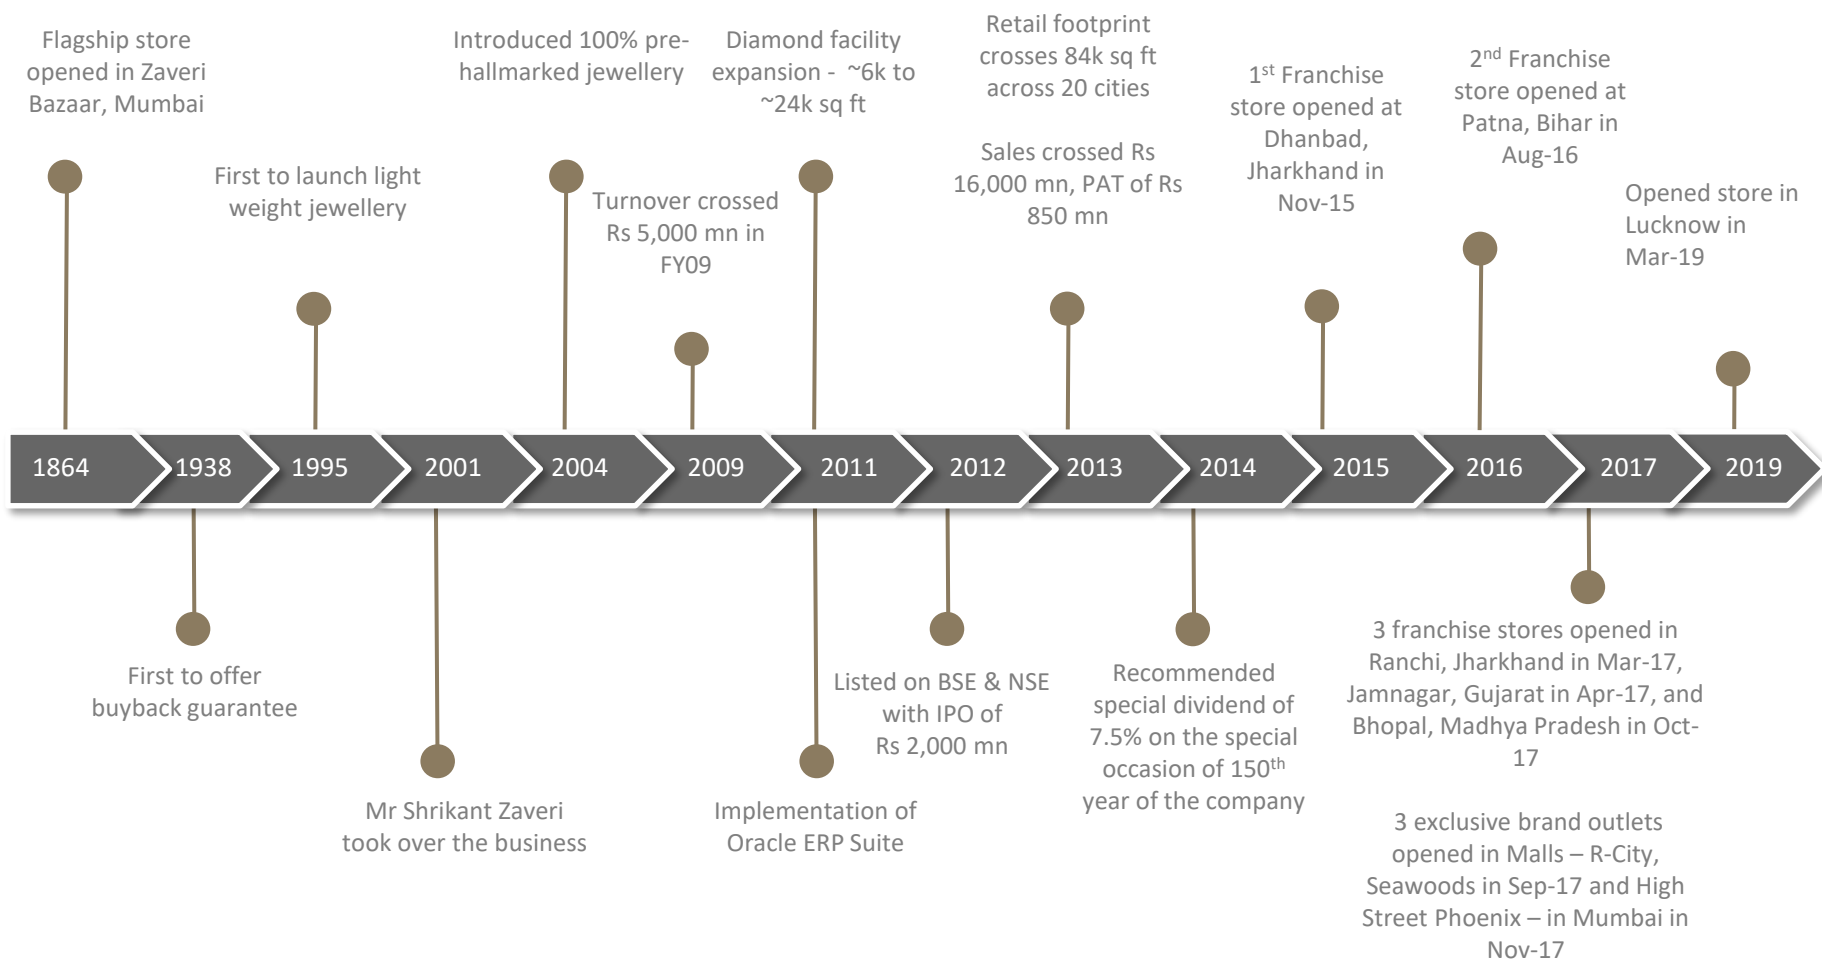 Flagship store
opened in Zaveri
Bazaar, Mumbai
First to launch light
weight jewellery
Introduced 100% pre-
hallmarked jewellery
Turnover crossed
Rs 5,000 mn in
FY09
Diamond facility
expansion - ~6k to
~24k sq ft
Retail footprint
crosses 84k sq ft
across 20 cities
Sales crossed Rs
16,000 mn, PAT of Rs
850 mn
1st Franchise
store opened at
Dhanbad,
Jharkhand in
Nov-15
2nd Franchise
store opened at
Patna, Bihar in
Aug-16
Opened store in
Lucknow in
Mar-19
1864 1938 1995 2001 2004 2009 2011 2012 2013 2014 2015 2016 2017 2019
First to offer
buyback guarantee
Mr Shrikant Zaveri
took over the business
Implementation of
Oracle ERP Suite
Listed on BSE & NSE
with IPO of
Rs 2,000 mn
Recommended
special dividend of
7.5% on the special
occasion of 150th
year of the company
3 franchise stores opened in
Ranchi, Jharkhand in Mar-17,
Jamnagar, Gujarat in Apr-17, and
Bhopal, Madhya Pradesh in Oct-
17
3 exclusive brand outlets
opened in Malls – R-City,
Seawoods in Sep-17 and High
Street Phoenix – in Mumbai in
Nov-17